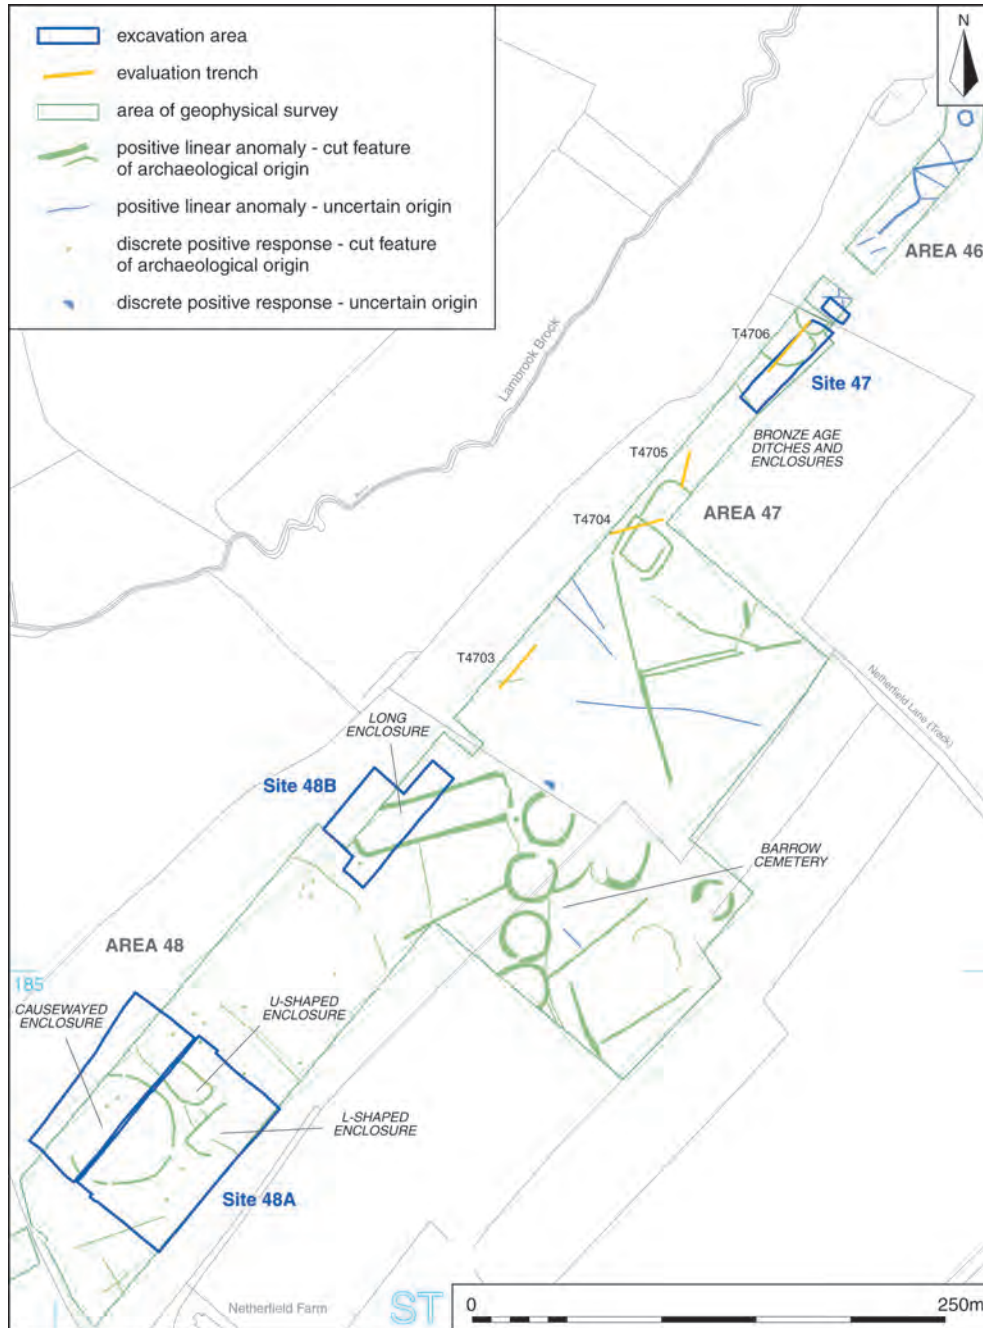 excavation area
evaluation trench
area of geophysical survey
positive linear anomaly - cut feature
of archaeological origin
positive linear anomaly - uncertain origin
discrete positive response - cut feature
of archaeological origin
discrete positive response - uncertain origin
N
AREA 46
Lambrook Brock
T4706
Site 47
BRONZE AGE
DITCHES AND
ENCLOSURES
T4705
T4704
AREA 47
T4703
Netherfield Lane (Track)
LONG
ENCLOSURE
Site 48B
BARROW
CEMETERY
AREA 48
185
CAUSEWAYED
ENCLOSURE
U-SHAPED
ENCLOSURE
L-SHAPED
ENCLOSURE
Site 48A
Netherfield Farm
ST
0
250m